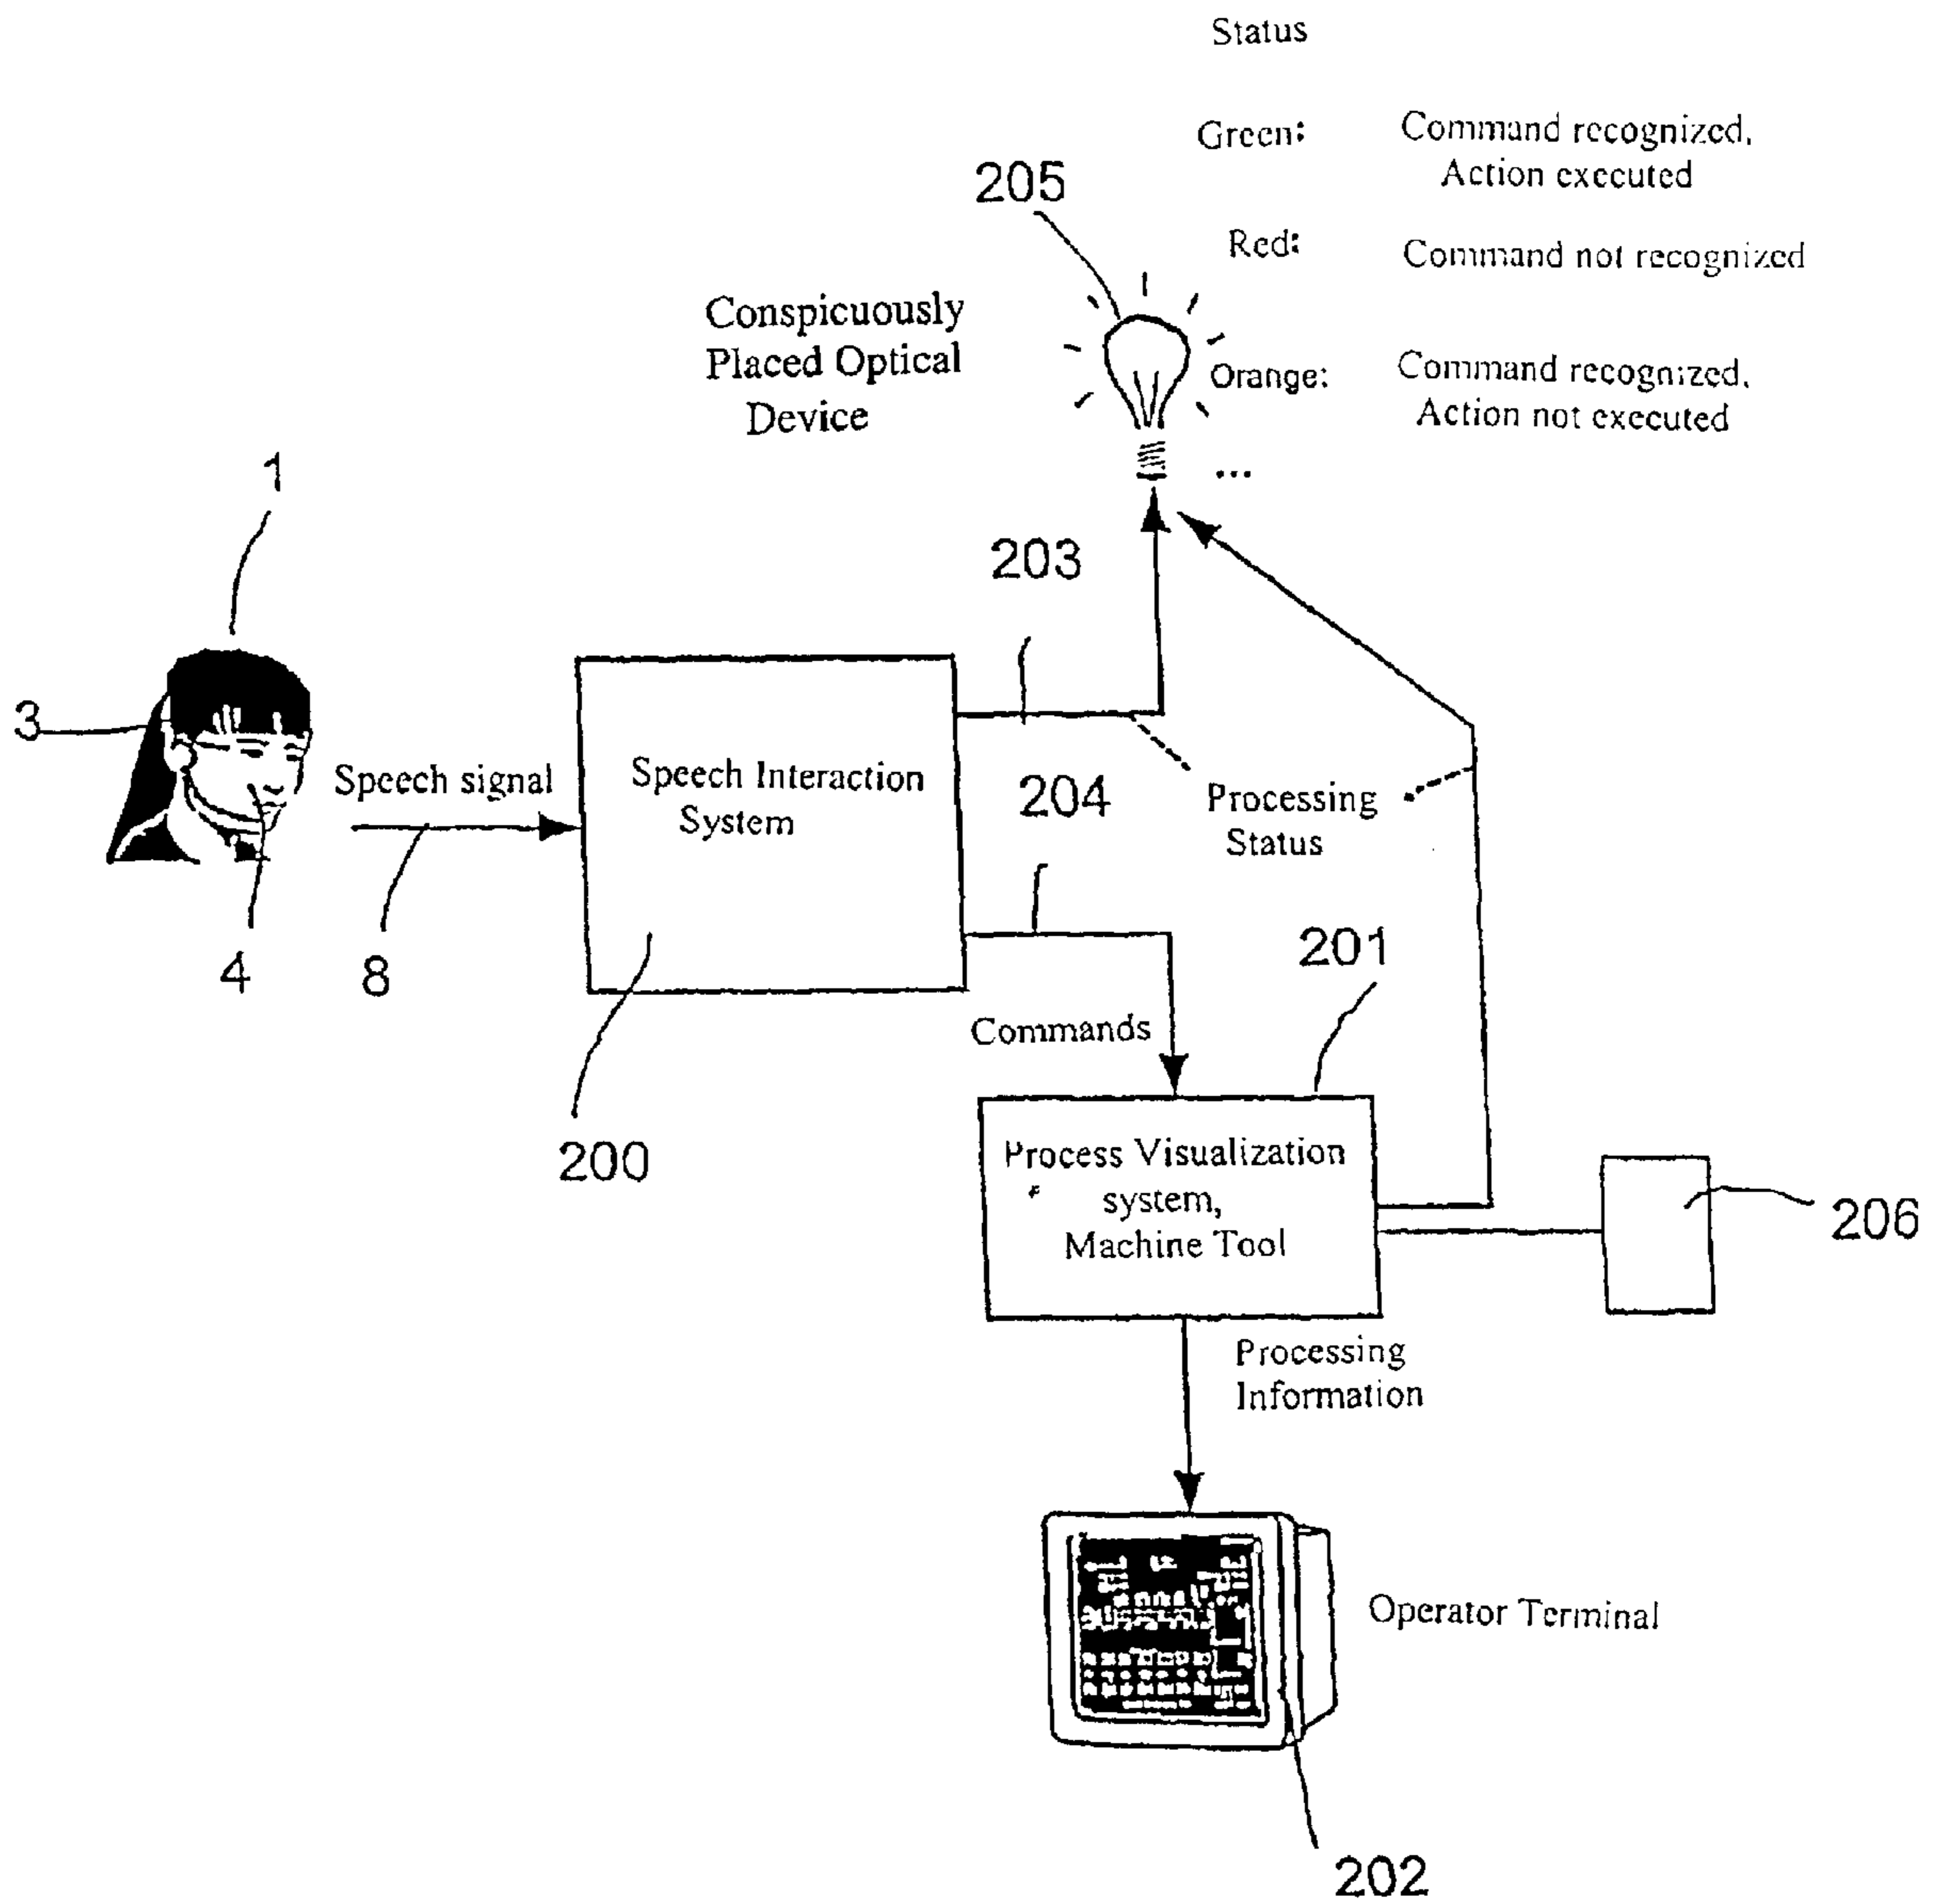 Status
Green:
Command recognized,
Action executed
205
Red:
Command not recognized
Conspicuously
Placed Optical
Device
Orange:
Command recognized,
Action not executed
...
1
203
3
Speech signal
Speech Interaction
System
204
Processing
Status
4
8
201
Commands
200
Process Visualization
system,
Machine Tool
206
Processing
Information
Operator Terminal
202